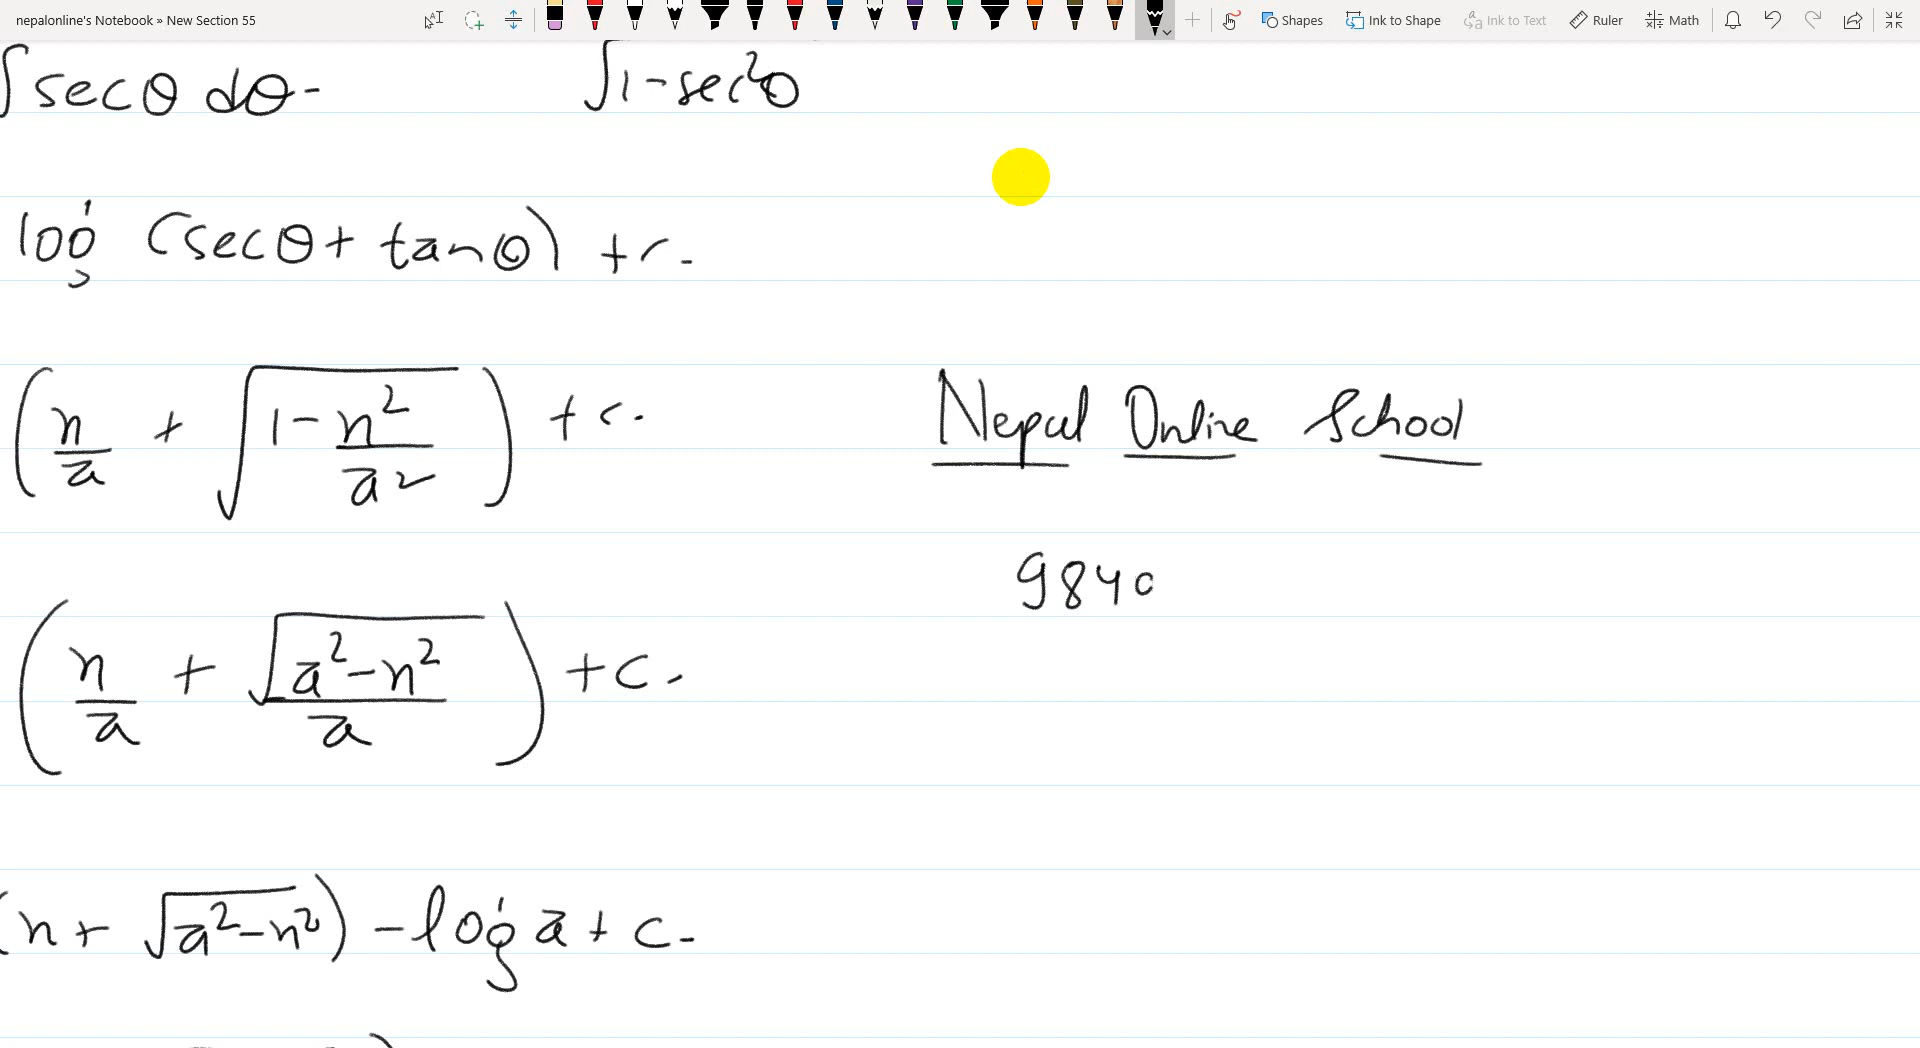 nepalonline's Notebook » New Section 55
Shapes
Ink to Shape
Ink to Text
Ruler
Math
∫ secθ dθ.
√1-sec²θ
log (secθ + tanθ) + c.
(x/a + √(1-x²/a²)) + c.
Nepal Online School
9840
(x/a + √(a²-x²)/a) + c.
(x + √(a²-x²)) - log a + c.